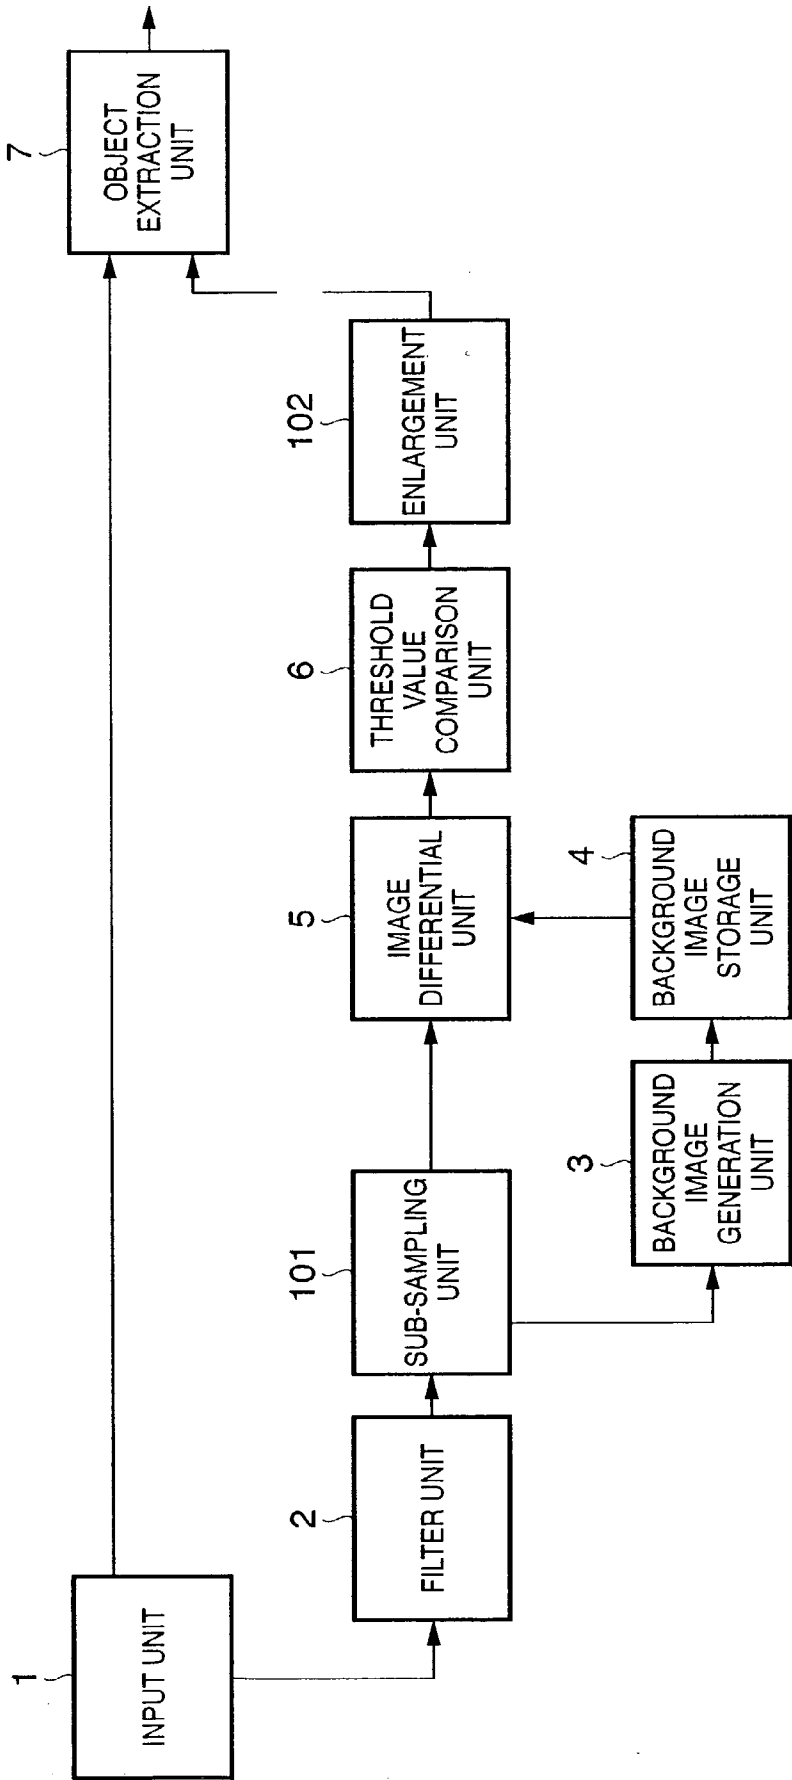 1
INPUT UNIT
2
FILTER UNIT
101
SUB-SAMPLING
UNIT
3
BACKGROUND
IMAGE
GENERATION
UNIT
4
BACKGROUND
IMAGE
STORAGE
UNIT
5
IMAGE
DIFFERENTIAL
UNIT
6
THRESHOLD
VALUE
COMPARISON
UNIT
102
ENLARGEMENT
UNIT
7
OBJECT
EXTRACTION
UNIT